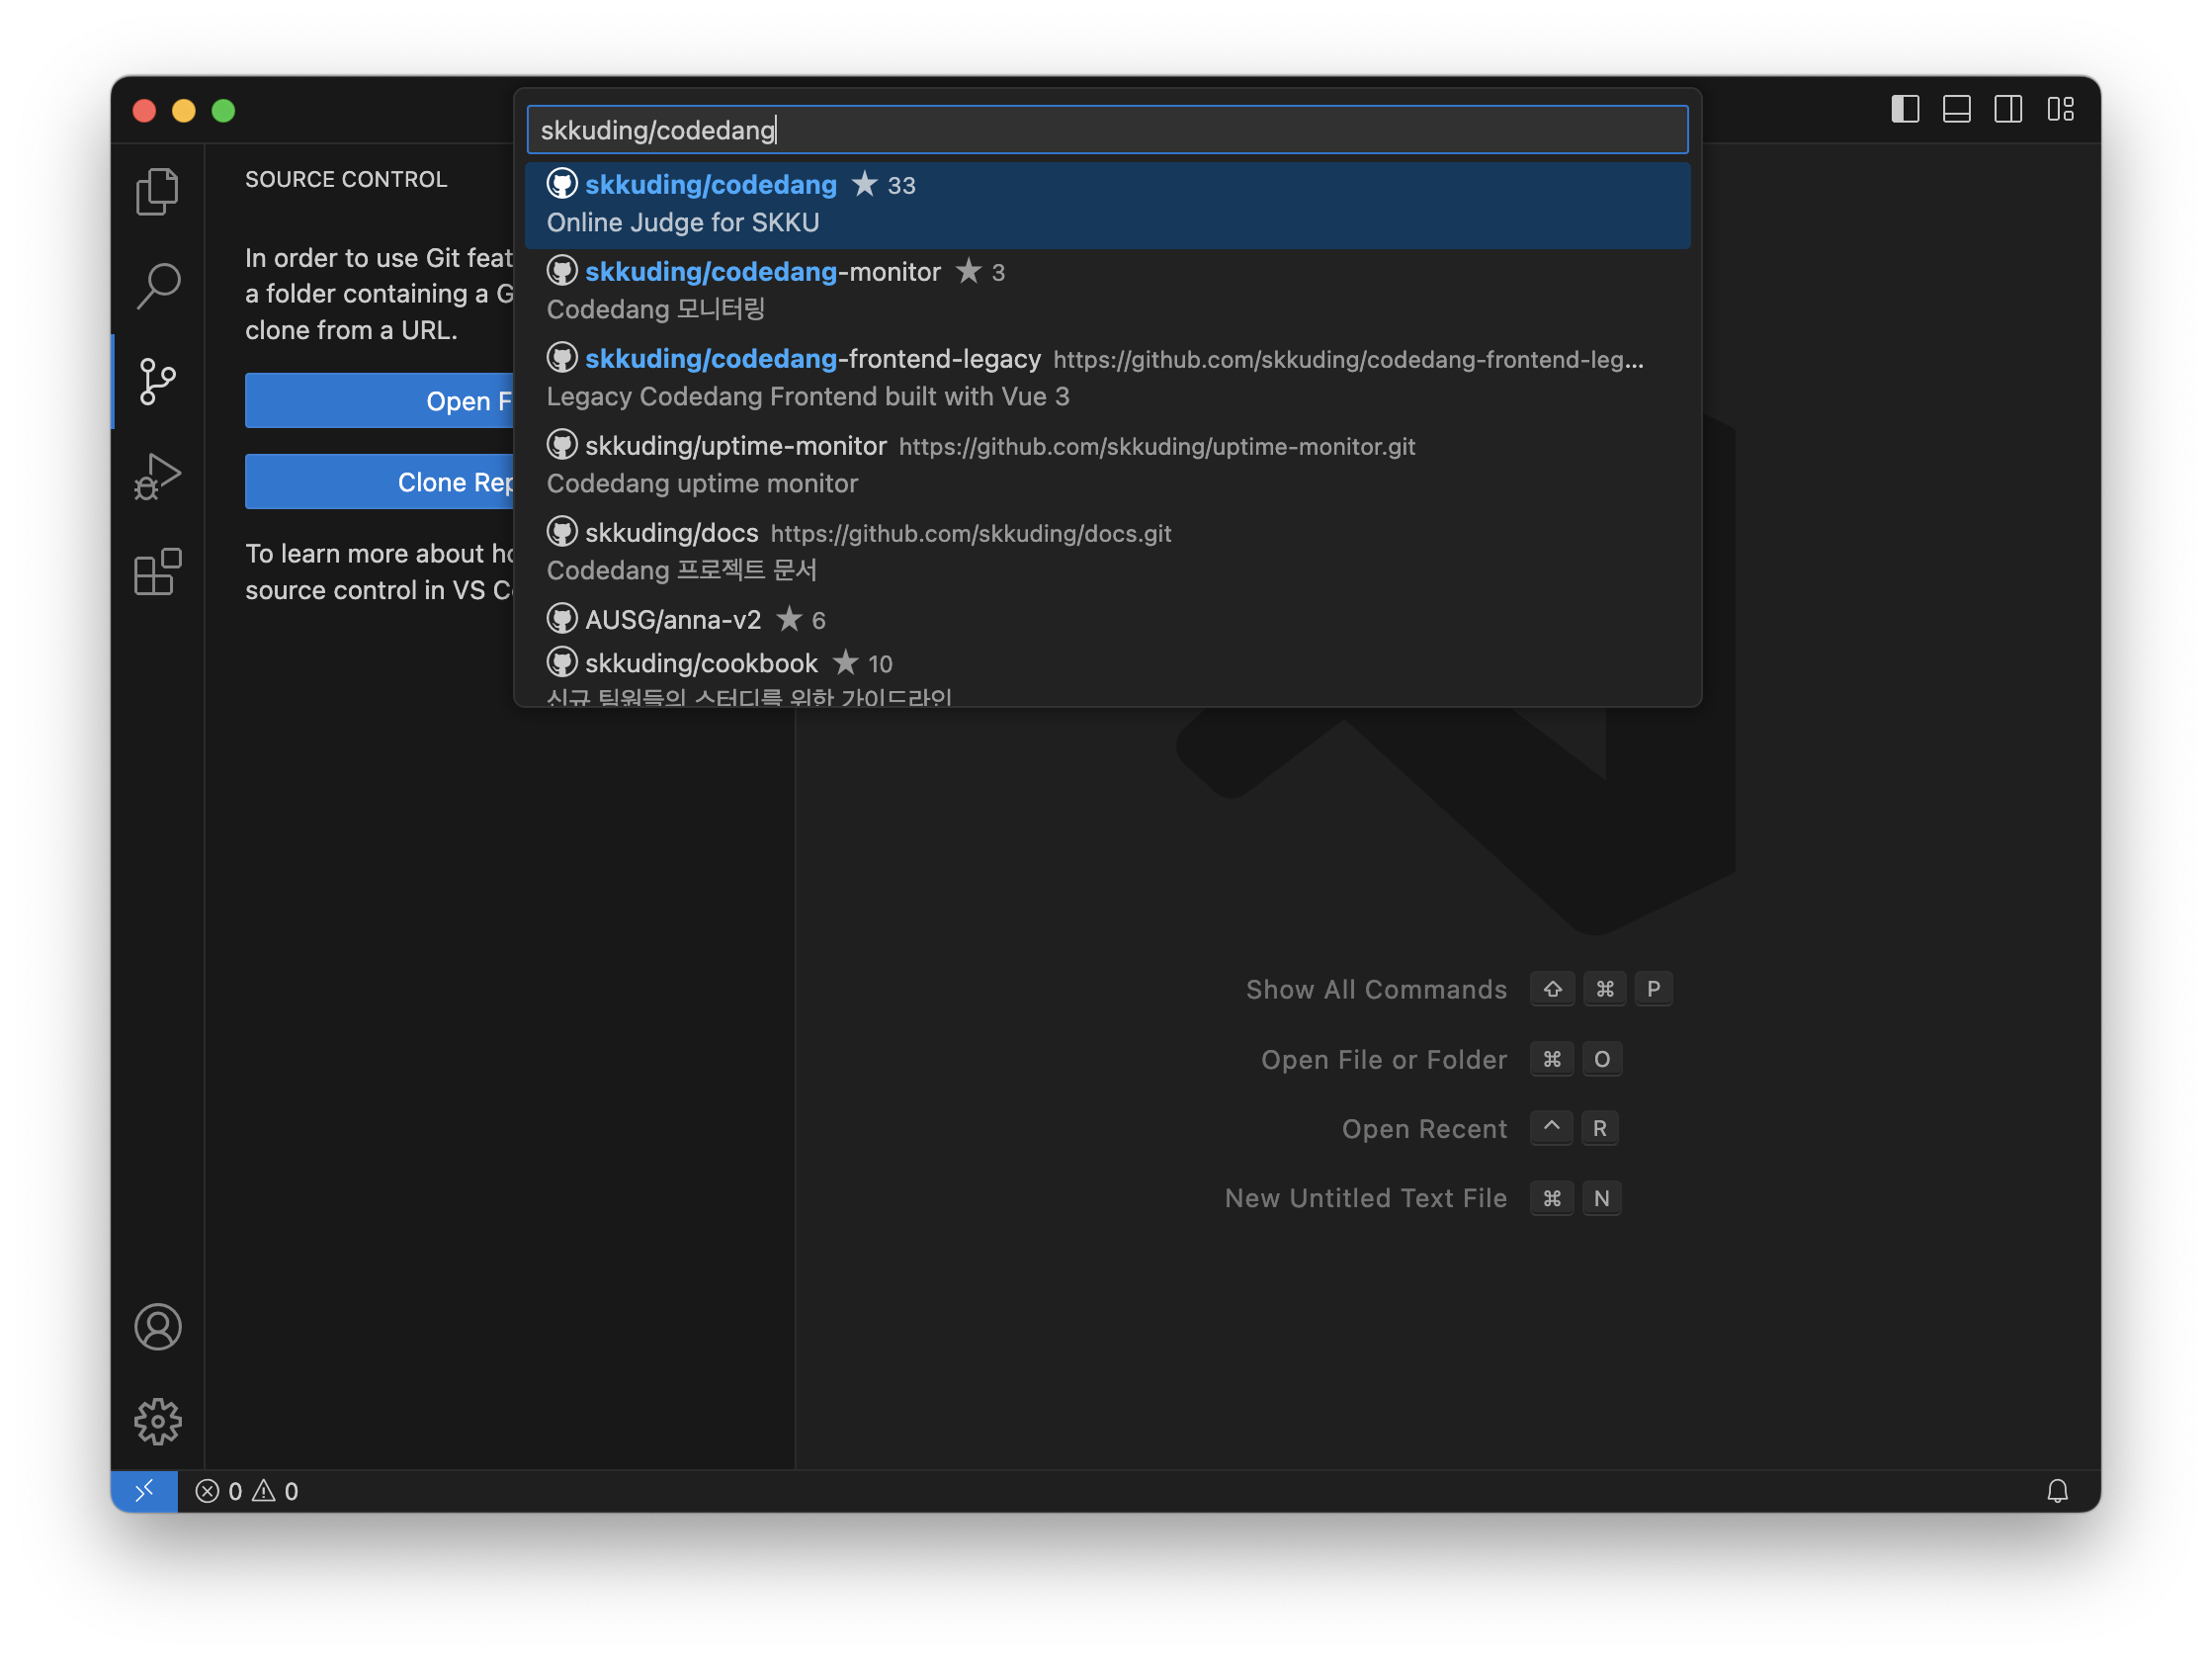 skkuding/codedang
SOURCE CONTROL
In order to use Git feat
a folder containing a G
clone from a URL.
Open F
Clone Rep
To learn more about ho
source control in VS Co
skkuding/codedang ★ 33
Online Judge for SKKU
skkuding/codedang-monitor ★ 3
Codedang 모니터링
skkuding/codedang-frontend-legacy https://github.com/skkuding/codedang-frontend-leg...
Legacy Codedang Frontend built with Vue 3
skkuding/uptime-monitor https://github.com/skkuding/uptime-monitor.git
Codedang uptime monitor
skkuding/docs https://github.com/skkuding/docs.git
Codedang 프로젝트 문서
AUSG/anna-v2 ★ 6
skkuding/cookbook ★ 10
신규 팀원들의 스터디를 위한 가이드라인
Show All Commands ⇧ ⌘ P
Open File or Folder ⌘ O
Open Recent ^ R
New Untitled Text File ⌘ N
0 0